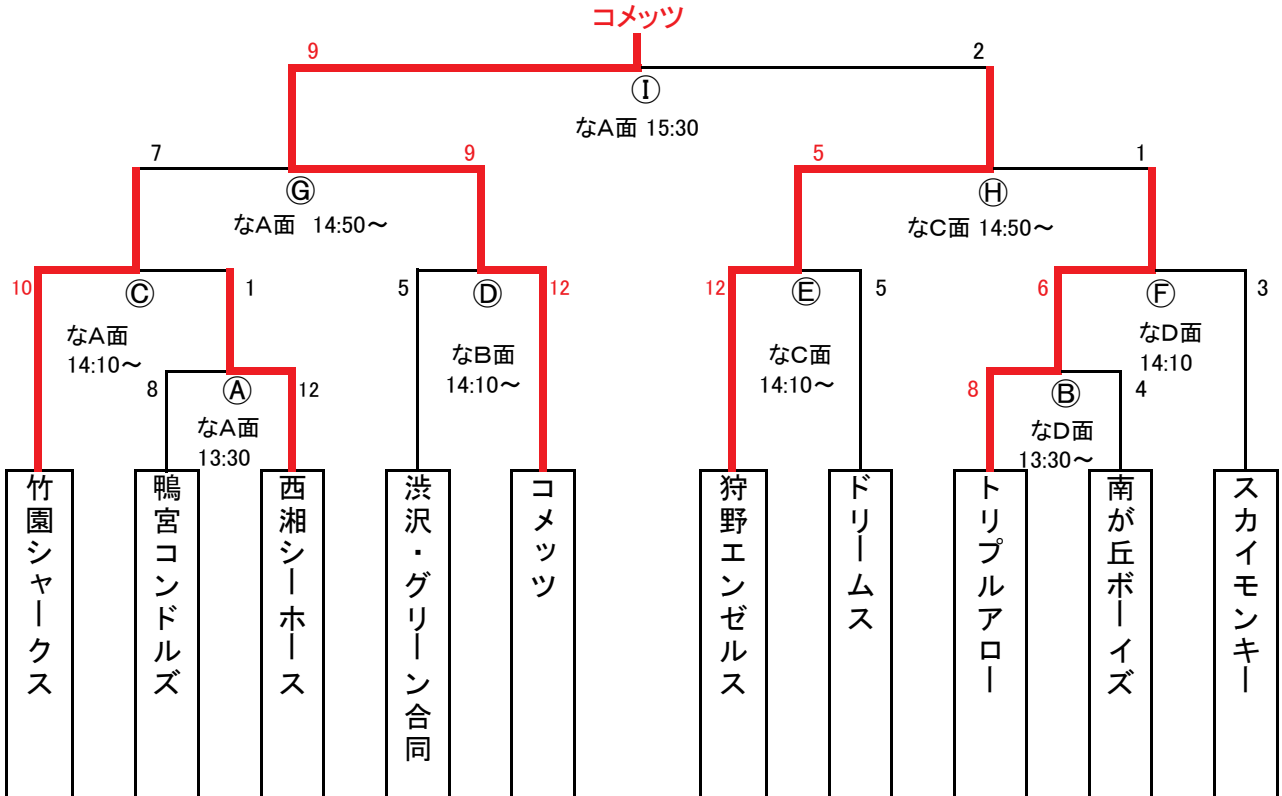 コメッツ
9
2
Ⓘ
なA面 15:30
7
9
5
1
Ⓖ
Ⓗ
なA面 14:50～
なC面 14:50～
10
Ⓒ
1
5
Ⓓ
12
12
Ⓔ
5
6
Ⓕ
3
なA面
14:10～
なB面
14:10～
なC面
14:10～
なD面
14:10
8
Ⓐ
12
8
Ⓑ
4
なA面
13:30
なD面
13:30～
竹園シャークス
鴨宮コンドルズ
西湘シーホース
渋沢・グリーン合同
コメッツ
狩野エンゼルス
ドリームス
トリプルアロー
南が丘ボーイズ
スカイモンキー